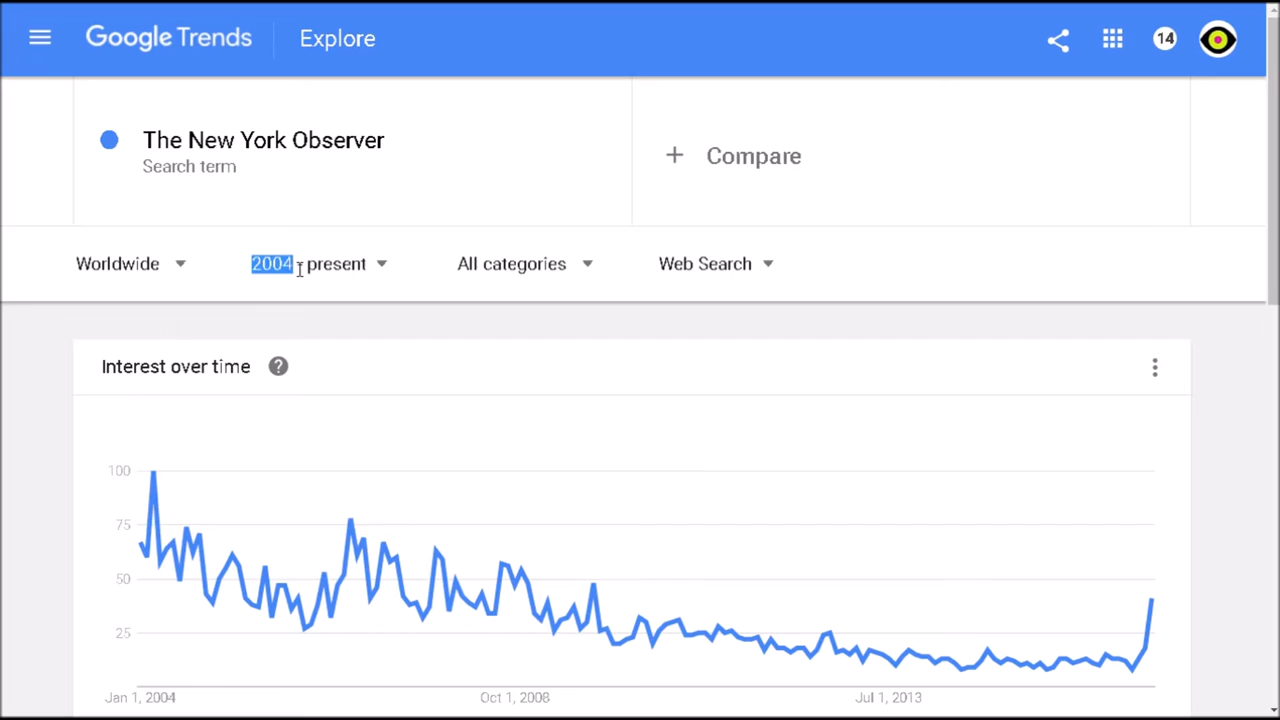 Google Trends Explore 14
The New York Observer
Search term
+ Compare
Worldwide 2004 - present All categories Web Search
Interest over time ?
100
75
50
25
Jan 1, 2004 Oct 1, 2008 Jul 1, 2013